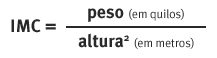 IMC = peso (em quilos)
altura² (em metros)